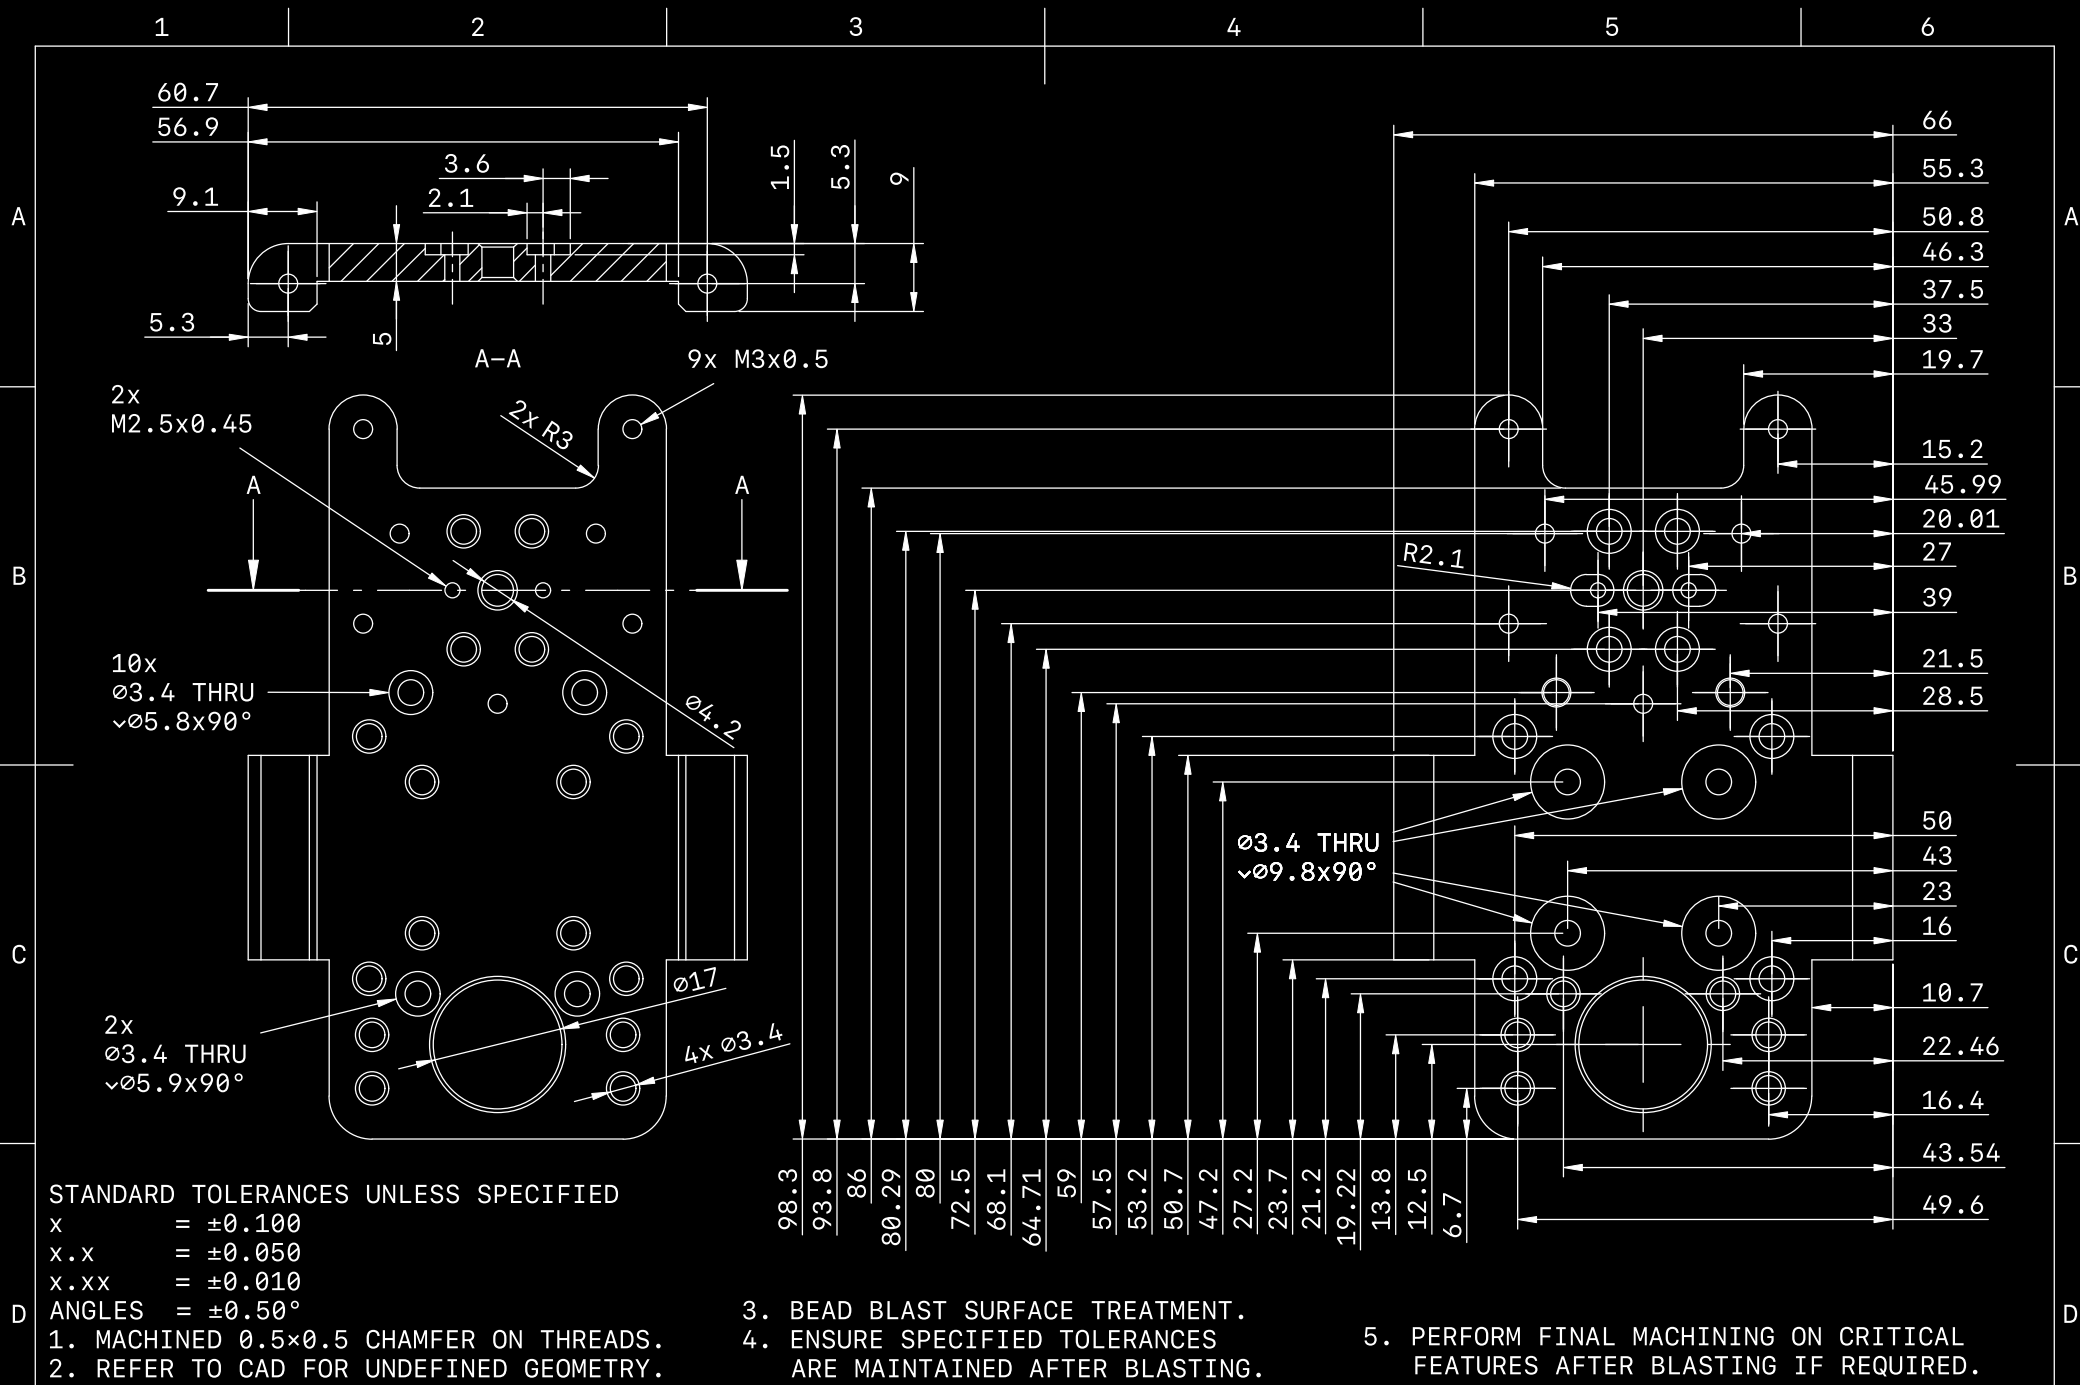 1 2 3 4 5 6
A A
B B
C C
D D
60.7
56.9
3.6
2.1
9.1
1.5
5.3
9
5.3
5
A—A
9x M3x0.5
2x
M2.5x0.45
2x R3
A A
10x
⌀3.4 THRU
⌵⌀5.8x90°
⌀4.2
2x
⌀3.4 THRU
⌵⌀5.9x90°
⌀17
4x ⌀3.4
66
55.3
50.8
46.3
37.5
33
19.7
15.2
45.99
20.01
27
39
21.5
28.5
R2.1
⌀3.4 THRU
⌵⌀9.8x90°
50
43
23
16
10.7
22.46
16.4
43.54
49.6
98.3
93.8
86
80.29
80
72.5
68.1
64.71
59
57.5
53.2
50.7
47.2
27.2
23.7
21.2
19.22
13.8
12.5
6.7
STANDARD TOLERANCES UNLESS SPECIFIED
x = ±0.100
x.x = ±0.050
x.xx = ±0.010
ANGLES = ±0.50°
1. MACHINED 0.5×0.5 CHAMFER ON THREADS.
2. REFER TO CAD FOR UNDEFINED GEOMETRY.
3. BEAD BLAST SURFACE TREATMENT.
4. ENSURE SPECIFIED TOLERANCES
ARE MAINTAINED AFTER BLASTING.
5. PERFORM FINAL MACHINING ON CRITICAL
FEATURES AFTER BLASTING IF REQUIRED.